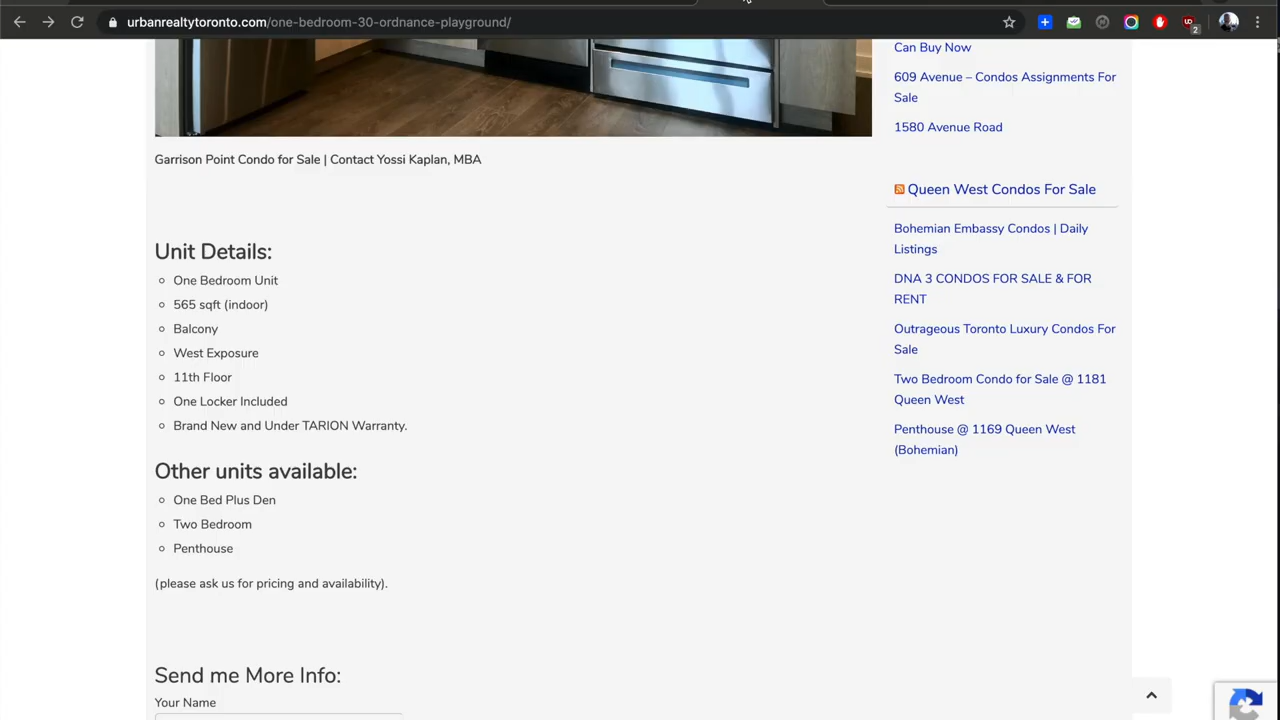 urbanrealtytoronto.com/one-bedroom-30-ordnance-playground/
2
Garrison Point Condo for Sale | Contact Yossi Kaplan, MBA
Unit Details:
One Bedroom Unit
565 sqft (indoor)
Balcony
West Exposure
11th Floor
One Locker Included
Brand New and Under TARION Warranty.
Other units available:
One Bed Plus Den
Two Bedroom
Penthouse
(please ask us for pricing and availability).
Send me More Info:
Your Name
Can Buy Now
609 Avenue – Condos Assignments For
Sale
1580 Avenue Road
Queen West Condos For Sale
Bohemian Embassy Condos | Daily
Listings
DNA 3 CONDOS FOR SALE & FOR
RENT
Outrageous Toronto Luxury Condos For
Sale
Two Bedroom Condo for Sale @ 1181
Queen West
Penthouse @ 1169 Queen West
(Bohemian)